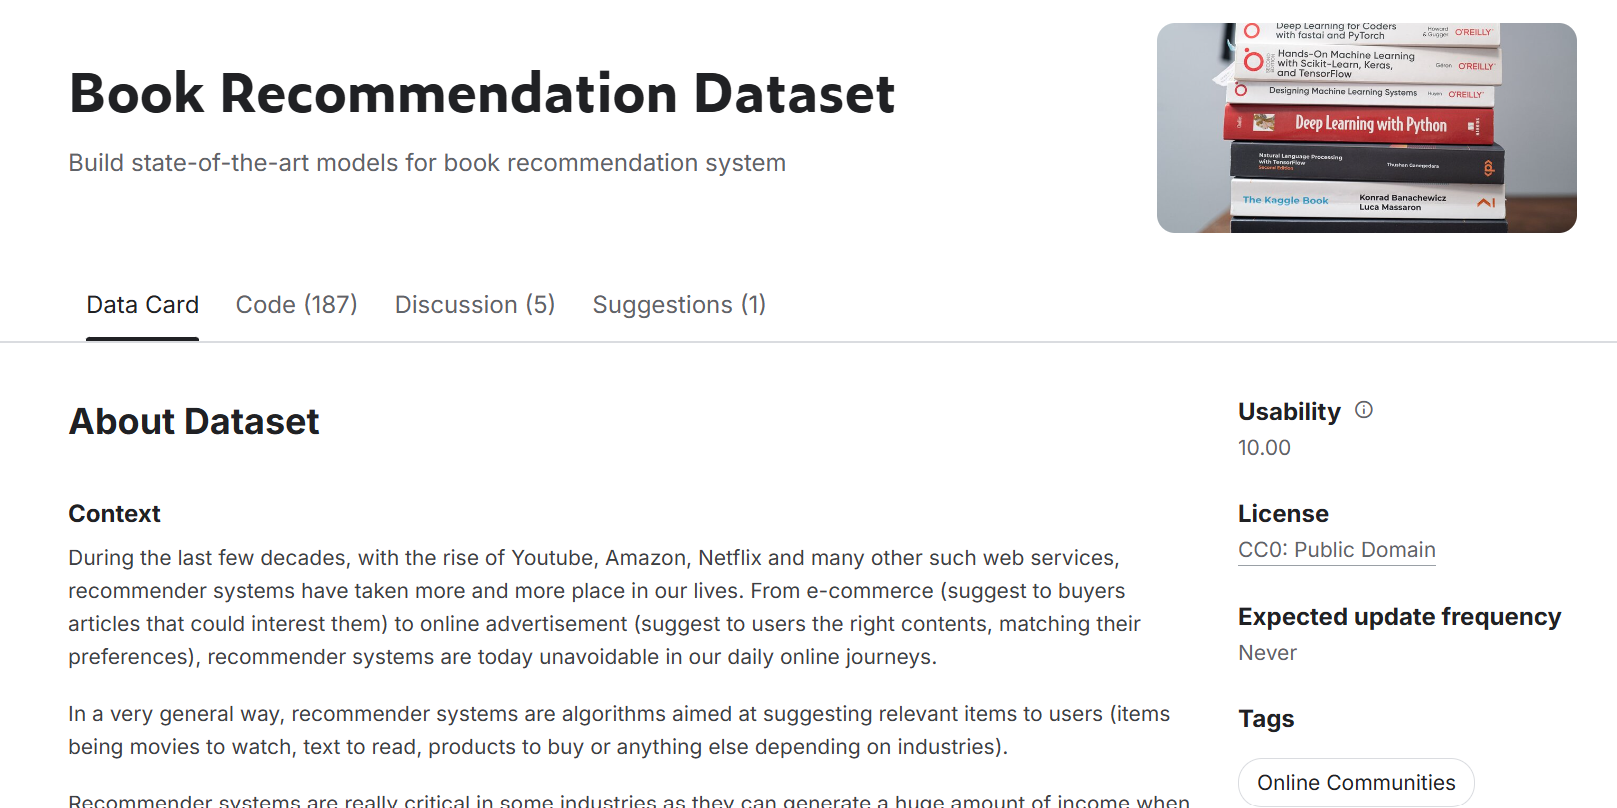 Book Recommendation Dataset
Build state-of-the-art models for book recommendation system
Deep Learning for Coders
with fastai and PyTorch
Howard
& Gugger
O'REILLY
Hands-On Machine Learning
with Scikit-Learn, Keras,
and TensorFlow
Géron
O'REILLY
Designing Machine Learning Systems
Huyen
O'REILLY
Deep Learning with Python
Natural Language Processing
with TensorFlow
Second Edition
Thushan Ganegedara
The Kaggle Book
Konrad Banachewicz
Luca Massaron
Data Card
Code (187)
Discussion (5)
Suggestions (1)
About Dataset
Context
During the last few decades, with the rise of Youtube, Amazon, Netflix and many other such web services,
recommender systems have taken more and more place in our lives. From e-commerce (suggest to buyers
articles that could interest them) to online advertisement (suggest to users the right contents, matching their
preferences), recommender systems are today unavoidable in our daily online journeys.
In a very general way, recommender systems are algorithms aimed at suggesting relevant items to users (items
being movies to watch, text to read, products to buy or anything else depending on industries).
Recommender systems are really critical in some industries as they can generate a huge amount of income when
Usability
10.00
License
CC0: Public Domain
Expected update frequency
Never
Tags
Online Communities